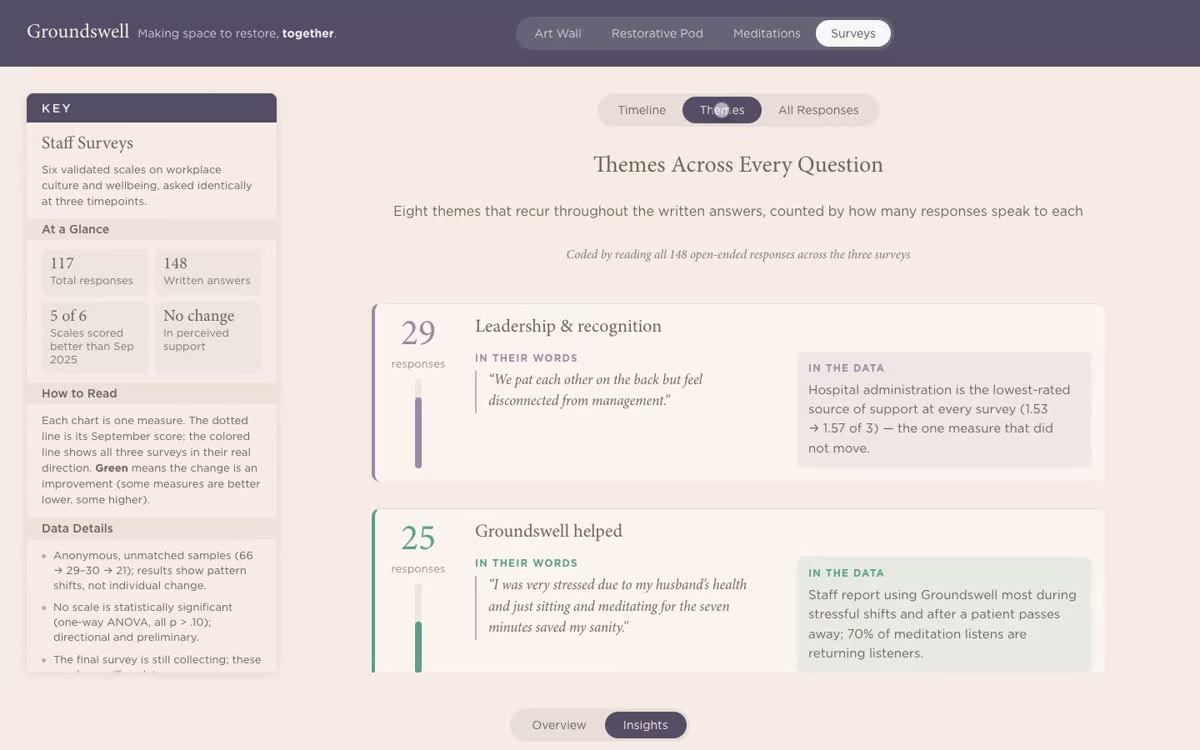 Groundswell Making space to restore, together.
Art Wall
Restorative Pod
Meditations
Surveys
KEY
Staff Surveys
Six validated scales on workplace
culture and wellbeing, asked identically
at three timepoints.
At a Glance
117
Total responses
148
Written answers
5 of 6
Scales scored
better than Sep
2025
No change
In perceived
support
How to Read
Each chart is one measure. The dotted
line is its September score; the colored
line shows all three surveys in their real
direction. Green means the change is an
improvement (some measures are better
lower, some higher).
Data Details
Anonymous, unmatched samples (66
→ 29–30 → 21); results show pattern
shifts, not individual change.
No scale is statistically significant
(one-way ANOVA, all p > .10);
directional and preliminary.
The final survey is still collecting; these
Timeline
Themes
All Responses
Themes Across Every Question
Eight themes that recur throughout the written answers, counted by how many responses speak to each
Coded by reading all 148 open-ended responses across the three surveys
29
responses
Leadership & recognition
IN THEIR WORDS
“We pat each other on the back but feel
disconnected from management.”
IN THE DATA
Hospital administration is the lowest-rated
source of support at every survey (1.53
→ 1.57 of 3) — the one measure that did
not move.
25
responses
Groundswell helped
IN THEIR WORDS
“I was very stressed due to my husband’s health
and just sitting and meditating for the seven
minutes saved my sanity.”
IN THE DATA
Staff report using Groundswell most during
stressful shifts and after a patient passes
away; 70% of meditation listens are
returning listeners.
Overview
Insights